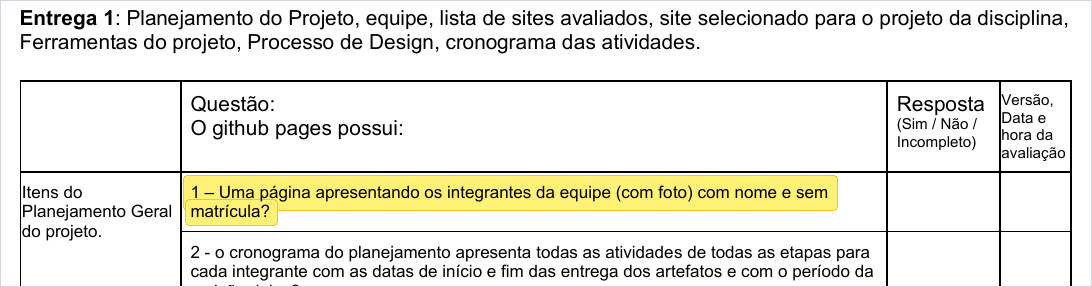 Entrega 1: Planejamento do Projeto, equipe, lista de sites avaliados, site selecionado para o projeto da disciplina,
Ferramentas do projeto, Processo de Design, cronograma das atividades.
Questão:
O github pages possui:
Resposta
(Sim / Não /
Incompleto)
Versão,
Data e
hora da
avaliação
Itens do
Planejamento Geral
do projeto.
1 – Uma página apresentando os integrantes da equipe (com foto) com nome e sem
matrícula?
2 - o cronograma do planejamento apresenta todas as atividades de todas as etapas para
cada integrante com as datas de início e fim das entrega dos artefatos e com o período da